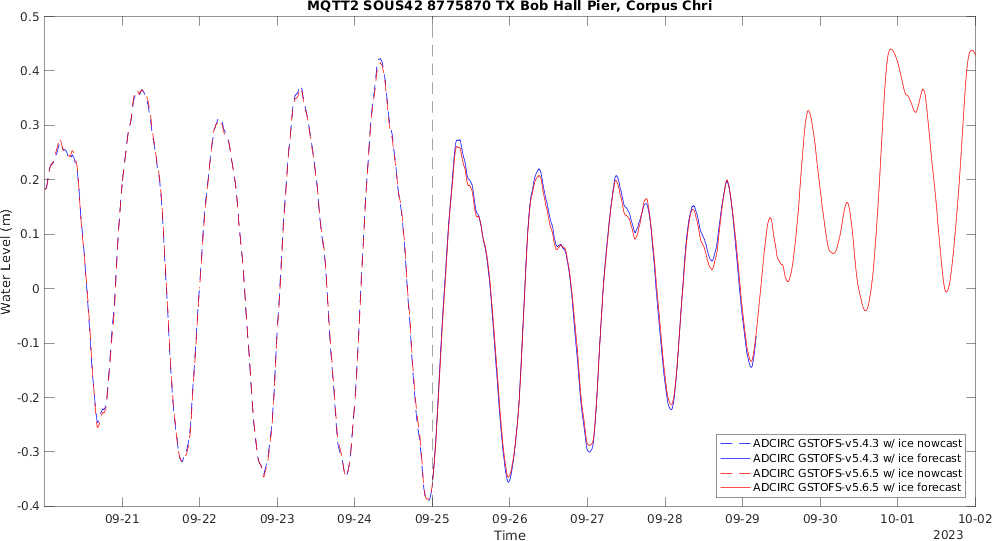 MQTT2 SOUS42 8775870 TX Bob Hall Pier, Corpus Chri
0.5
0.4
0.3
0.2
0.1
0
-0.1
-0.2
-0.3
-0.4
Water Level (m)
ADCIRC GSTOFS-v5.4.3 w/ ice nowcast
ADCIRC GSTOFS-v5.4.3 w/ ice forecast
ADCIRC GSTOFS-v5.6.5 w/ ice nowcast
ADCIRC GSTOFS-v5.6.5 w/ ice forecast
09-21 09-22 09-23 09-24 09-25 09-26 09-27 09-28 09-29 09-30 10-01 10-02
Time
2023